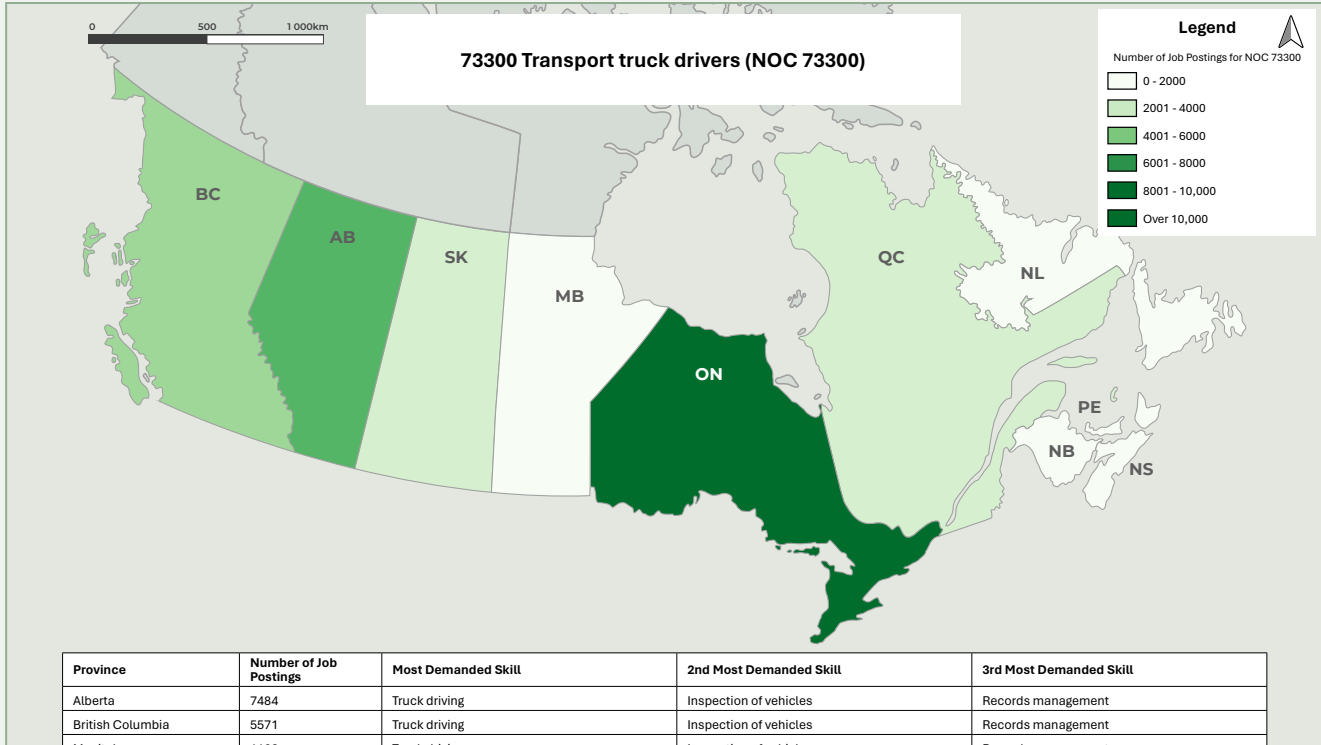 0 500 1 000km
73300 Transport truck drivers (NOC 73300)
Legend
Number of Job Postings for NOC 73300
0 - 2000
2001 - 4000
4001 - 6000
6001 - 8000
8001 - 10,000
Over 10,000
BC
AB
SK
MB
ON
QC
NL
PE
NB
NS
Province Number of Job Postings Most Demanded Skill 2nd Most Demanded Skill 3rd Most Demanded Skill
Alberta 7484 Truck driving Inspection of vehicles Records management
British Columbia 5571 Truck driving Inspection of vehicles Records management